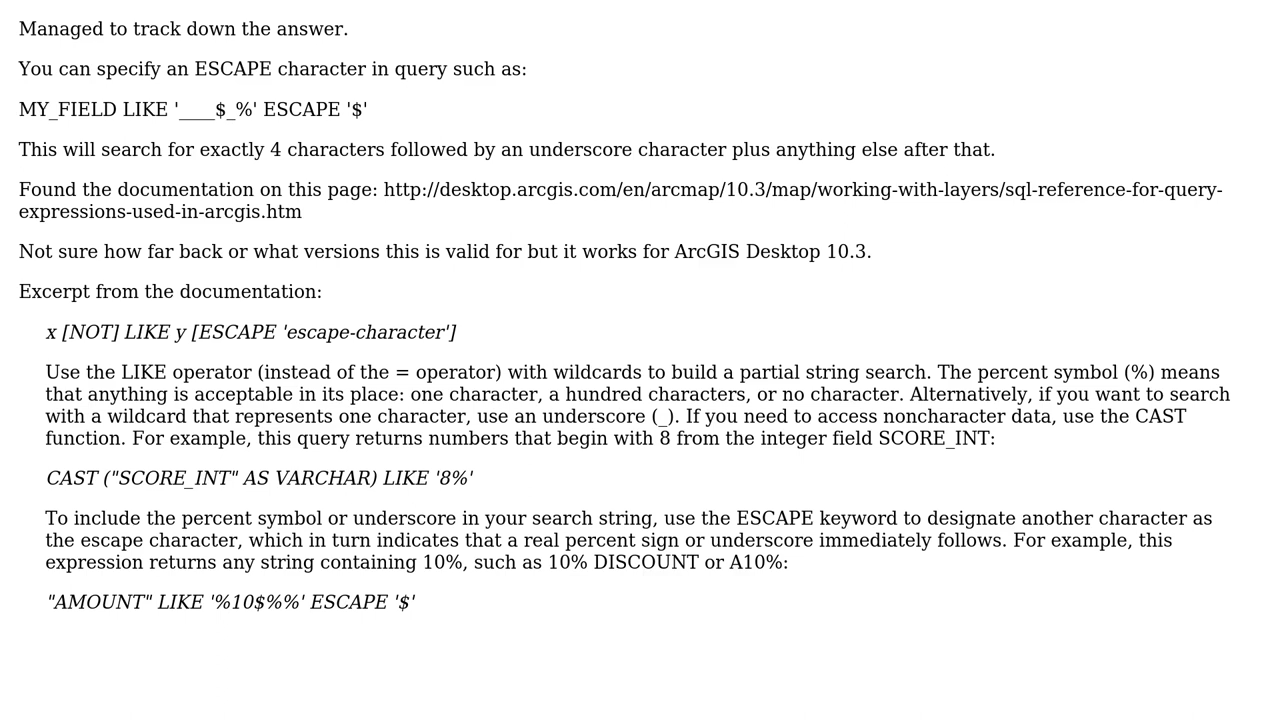 Managed to track down the answer.
You can specify an ESCAPE character in query such as:
MY_FIELD LIKE '____$_%' ESCAPE '$'
This will search for exactly 4 characters followed by an underscore character plus anything else after that.
Found the documentation on this page: http://desktop.arcgis.com/en/arcmap/10.3/map/working-with-layers/sql-reference-for-query-
expressions-used-in-arcgis.htm
Not sure how far back or what versions this is valid for but it works for ArcGIS Desktop 10.3.
Excerpt from the documentation:
x [NOT] LIKE y [ESCAPE 'escape-character']
Use the LIKE operator (instead of the = operator) with wildcards to build a partial string search. The percent symbol (%) means
that anything is acceptable in its place: one character, a hundred characters, or no character. Alternatively, if you want to search
with a wildcard that represents one character, use an underscore (_). If you need to access noncharacter data, use the CAST
function. For example, this query returns numbers that begin with 8 from the integer field SCORE_INT:
CAST ("SCORE_INT" AS VARCHAR) LIKE '8%'
To include the percent symbol or underscore in your search string, use the ESCAPE keyword to designate another character as
the escape character, which in turn indicates that a real percent sign or underscore immediately follows. For example, this
expression returns any string containing 10%, such as 10% DISCOUNT or A10%:
"AMOUNT" LIKE '%10$%%' ESCAPE '$'